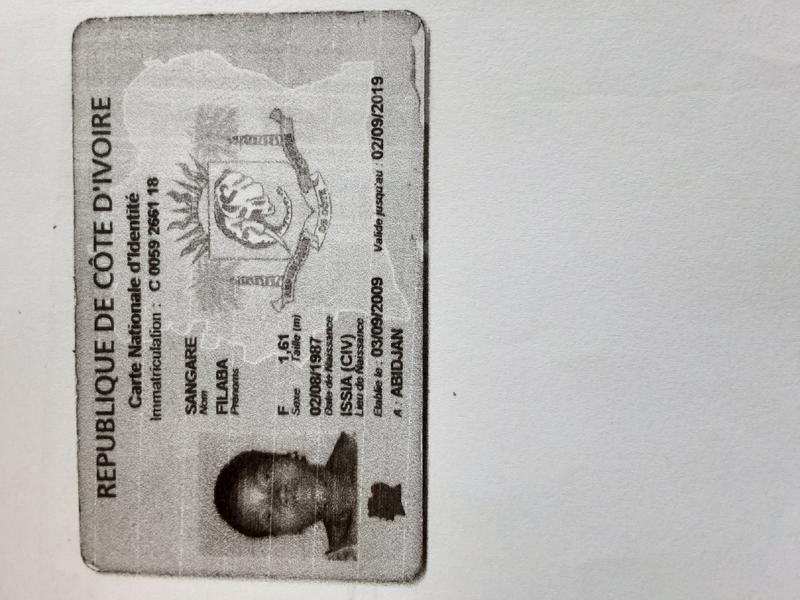 REPUBLIQUE DE CÔTE D'IVOIRE
Carte Nationale d'Identité
Immatriculation : C 0059 2661 18
SANGARE
Nom
FILABA
Prénoms
F 1,61
Sexe Taille (m)
02/08/1987
Date de Naissance
ISSIA (CIV)
Lieu de Naissance
Etablie le : 03/09/2009 Valide jusqu'au : 02/09/2019
A : ABIDJAN